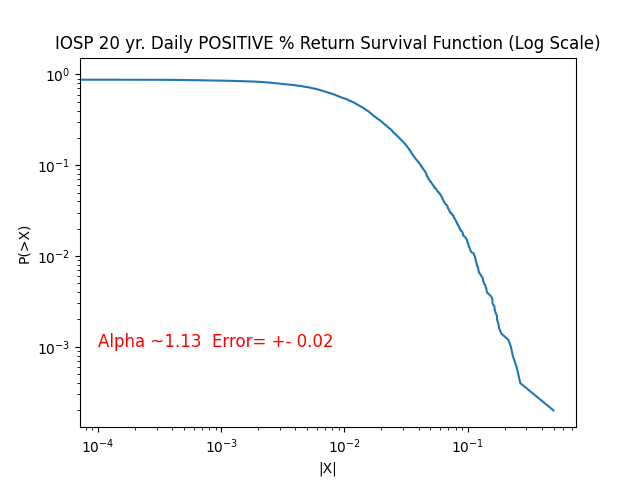 IOSP 20 yr. Daily POSITIVE % Return Survival Function (Log Scale)
10^0
10^-1
10^-2
10^-3
P(>X)
Alpha ~1.13  Error= +- 0.02
10^-4 10^-3 10^-2 10^-1
|X|